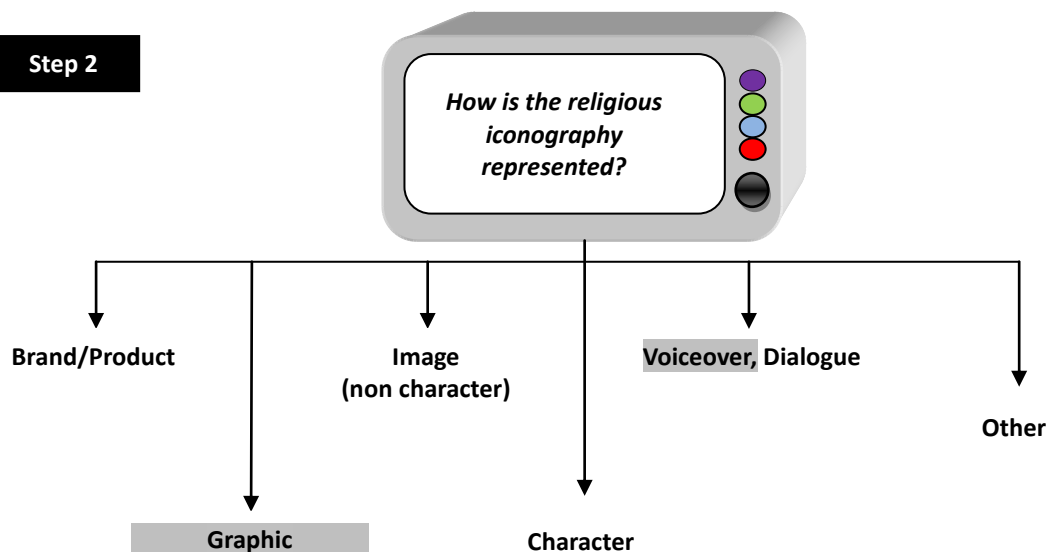 Step 2
How is the religious
iconography
represented?
Brand/Product
Image
(non character)
Voiceover, Dialogue
Other
Graphic
Character